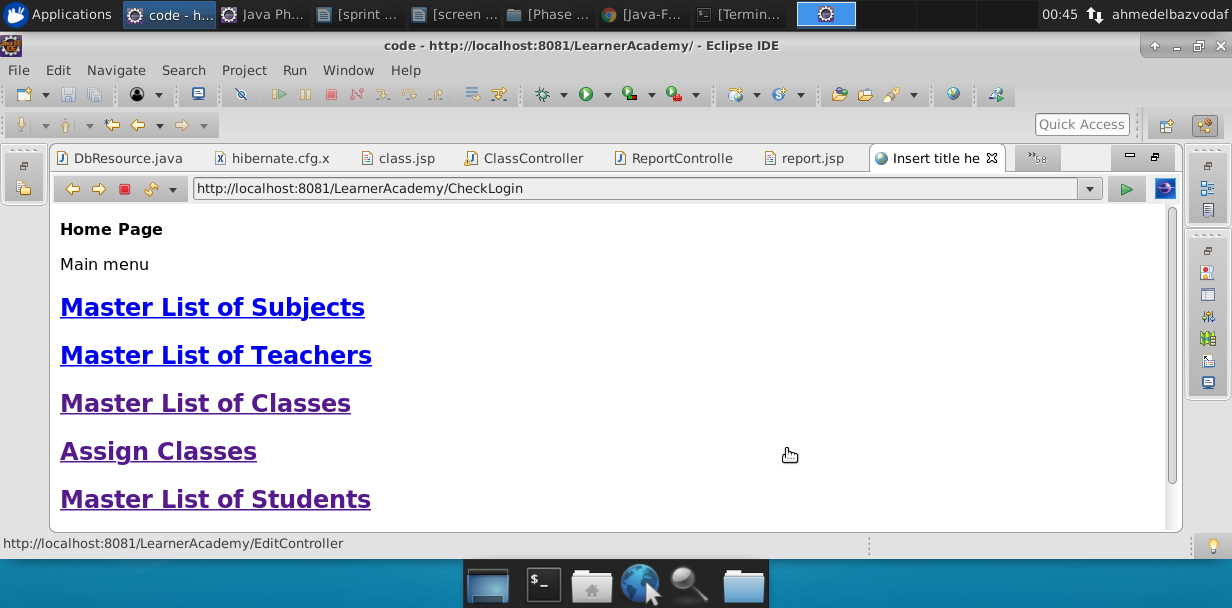 Applications code - h... Java Ph... [sprint ... [screen ... [Phase ... [Java-F... [Termin... 00:45 ahmedelbazvodaf
code - http://localhost:8081/LearnerAcademy/ - Eclipse IDE
File Edit Navigate Search Project Run Window Help
Quick Access
DbResource.java hibernate.cfg.x class.jsp ClassController ReportControlle report.jsp Insert title he »58
http://localhost:8081/LearnerAcademy/CheckLogin
Home Page
Main menu
Master List of Subjects
Master List of Teachers
Master List of Classes
Assign Classes
Master List of Students
http://localhost:8081/LearnerAcademy/EditController
$_